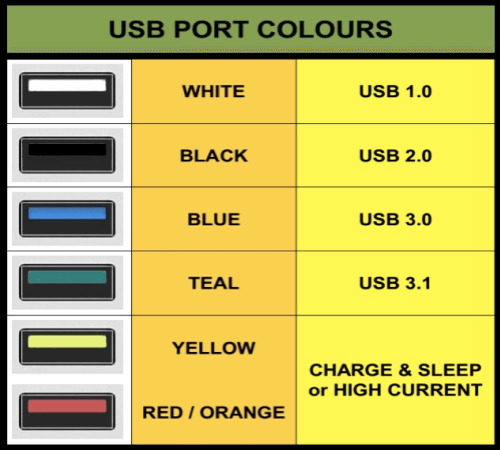 USB PORT COLOURS
WHITE USB 1.0
BLACK USB 2.0
BLUE USB 3.0
TEAL USB 3.1
YELLOW
CHARGE & SLEEP
or HIGH CURRENT
RED / ORANGE